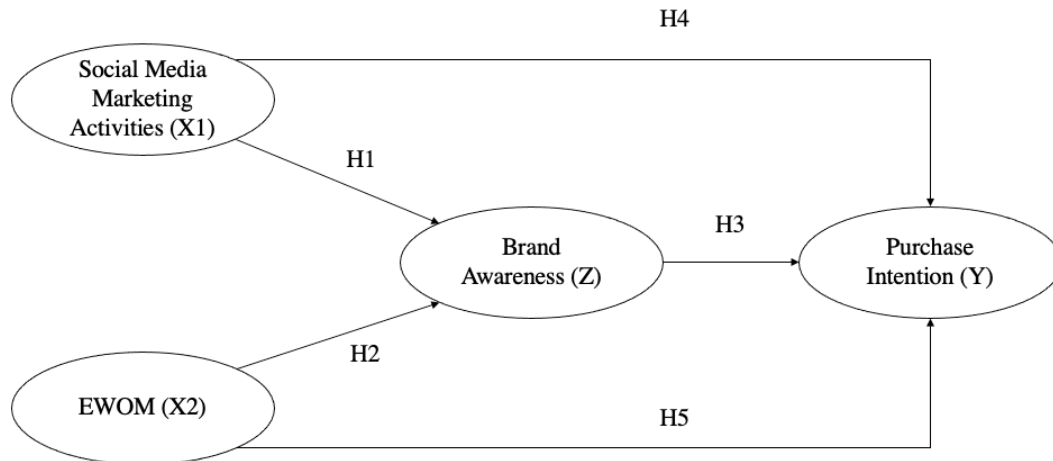 H4
Social Media
Marketing
Activities (X1)
H1
H3
Brand
Awareness (Z)
Purchase
Intention (Y)
H2
EWOM (X2)
H5